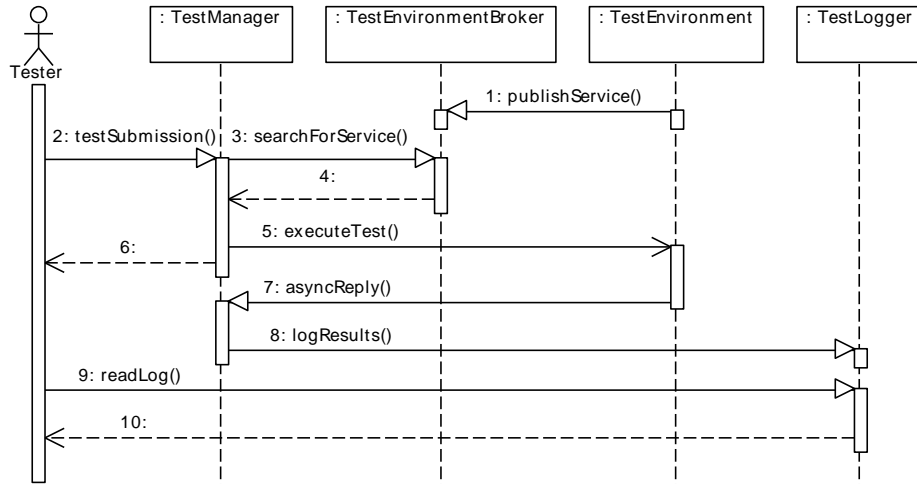 : TestManager
: TestEnvironmentBroker
: TestEnvironment
: TestLogger
Tester
1: publishService()
2: testSubmission()
3: searchForService()
4:
5: executeTest()
6:
7: asyncReply()
8: logResults()
9: readLog()
10: